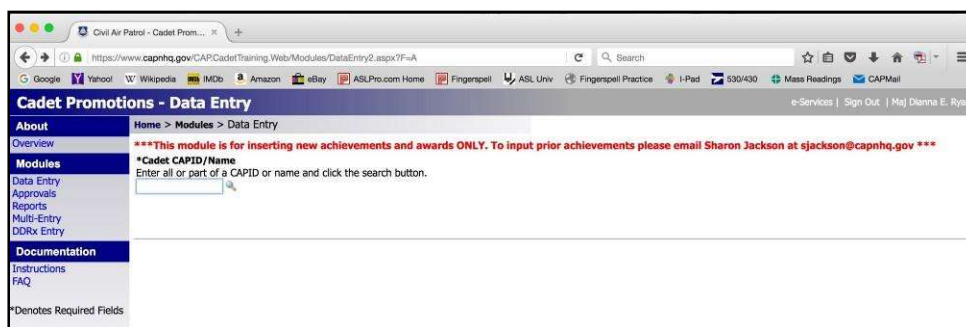 Civil Air Patrol - Cadet Prom...
https://www.capnhq.gov/CAP.CadetTraining.Web/Modules/DataEntry2.aspx?F=A
Search
Google Yahoo! Wikipedia IMDb Amazon eBay ASLPro.com Home Fingerspell ASL Univ Fingerspell Practice I-Pad 530/430 Mass Readings CAPMail
Cadet Promotions - Data Entry
e-Services | Sign Out | Maj Dianna E. Rya
About
Overview
Modules
Data Entry
Approvals
Reports
Multi-Entry
DDRx Entry
Documentation
Instructions
FAQ
*Denotes Required Fields
Home > Modules > Data Entry
***This module is for inserting new achievements and awards ONLY. To input prior achievements please email Sharon Jackson at sjackson@capnhq.gov ***
*Cadet CAPID/Name
Enter all or part of a CAPID or name and click the search button.